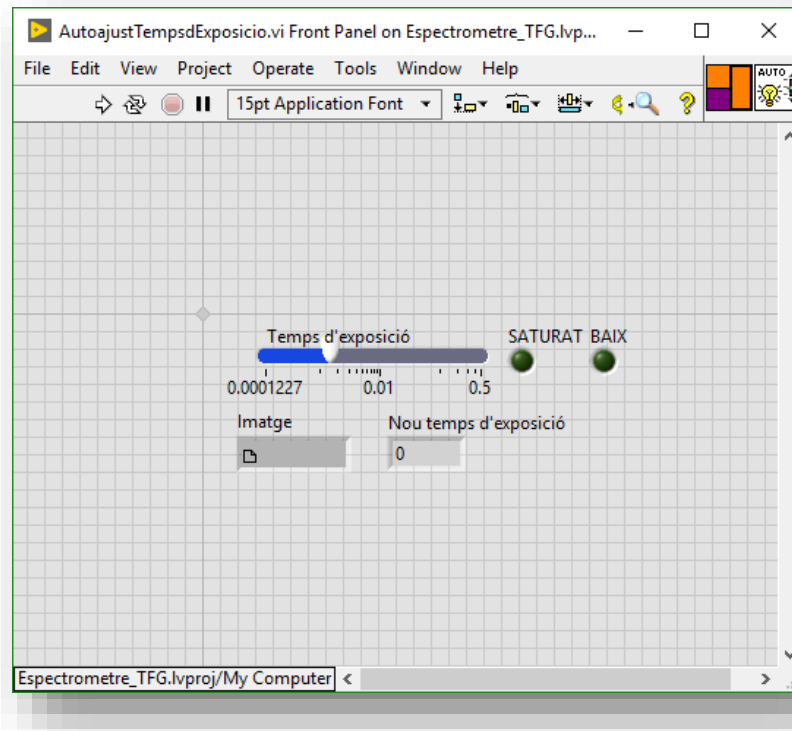 AutoajustTempsdExposicio.vi Front Panel on Espectrometre_TFG.lvp...
File Edit View Project Operate Tools Window Help
15pt Application Font
AUTO
Temps d'exposició
SATURAT BAIX
0.0001227 0.01 0.5
Imatge
Nou temps d'exposició
0
Espectrometre_TFG.lvproj/My Computer